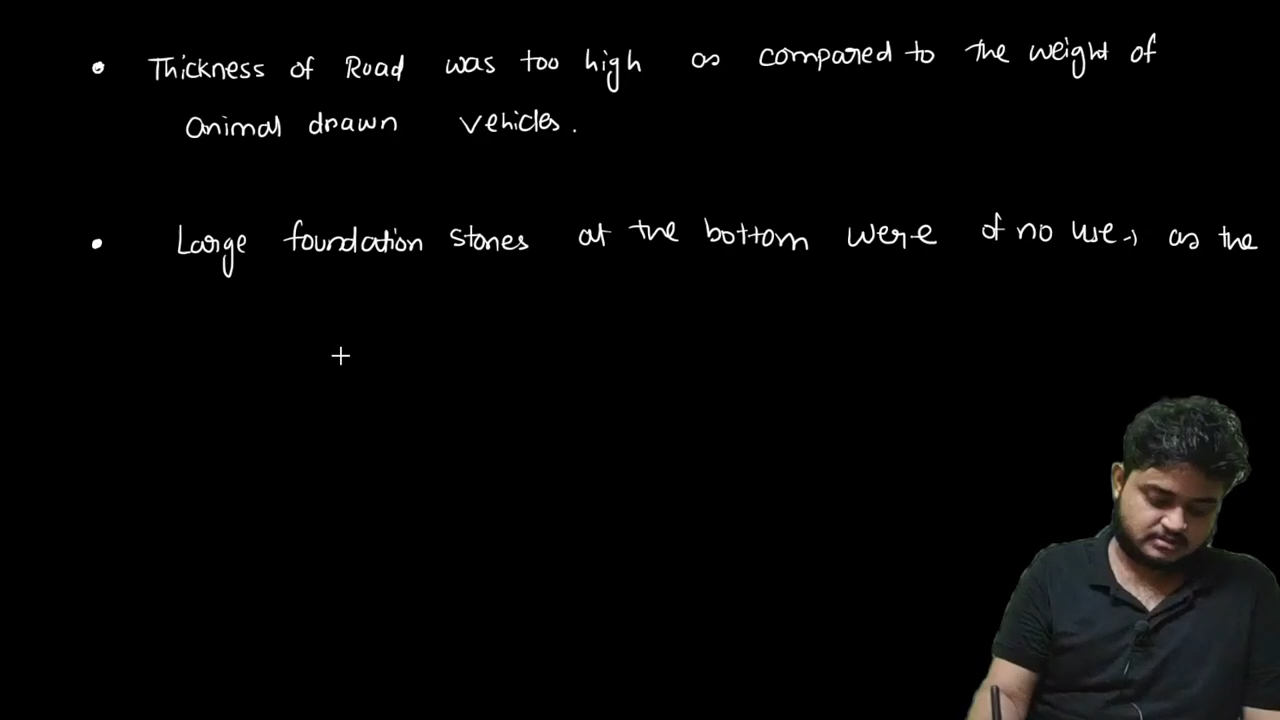 • Thickness of Road was too high as compared to the weight of
animal drawn vehicles.
• Large foundation stones at the bottom were of no use, as the